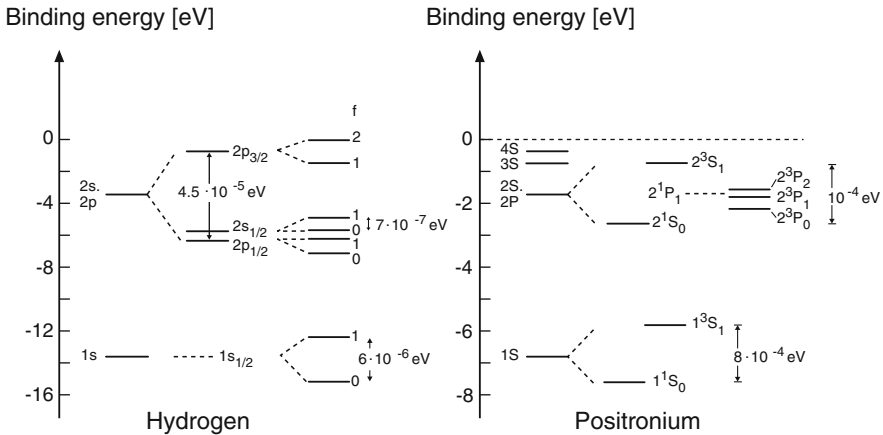 Binding energy [eV]
f
0
2p3/2
2
1
2s.
2p
4.5 · 10 -5 eV
-4
2s1/2
2p1/2
1
0
1
0
7 · 10 -7 eV
-8
-12
1s
1s1/2
1
0
6 · 10 -6 eV
-16
Hydrogen
Binding energy [eV]
0
4S
3S
2S.
2P
2³S₁
2¹P₁
2³P₂
2³P₁
2³P₀
10 -4 eV
-2
2¹S₀
-4
-6
1S
1³S₁
1¹S₀
8 · 10 -4 eV
-8
Positronium